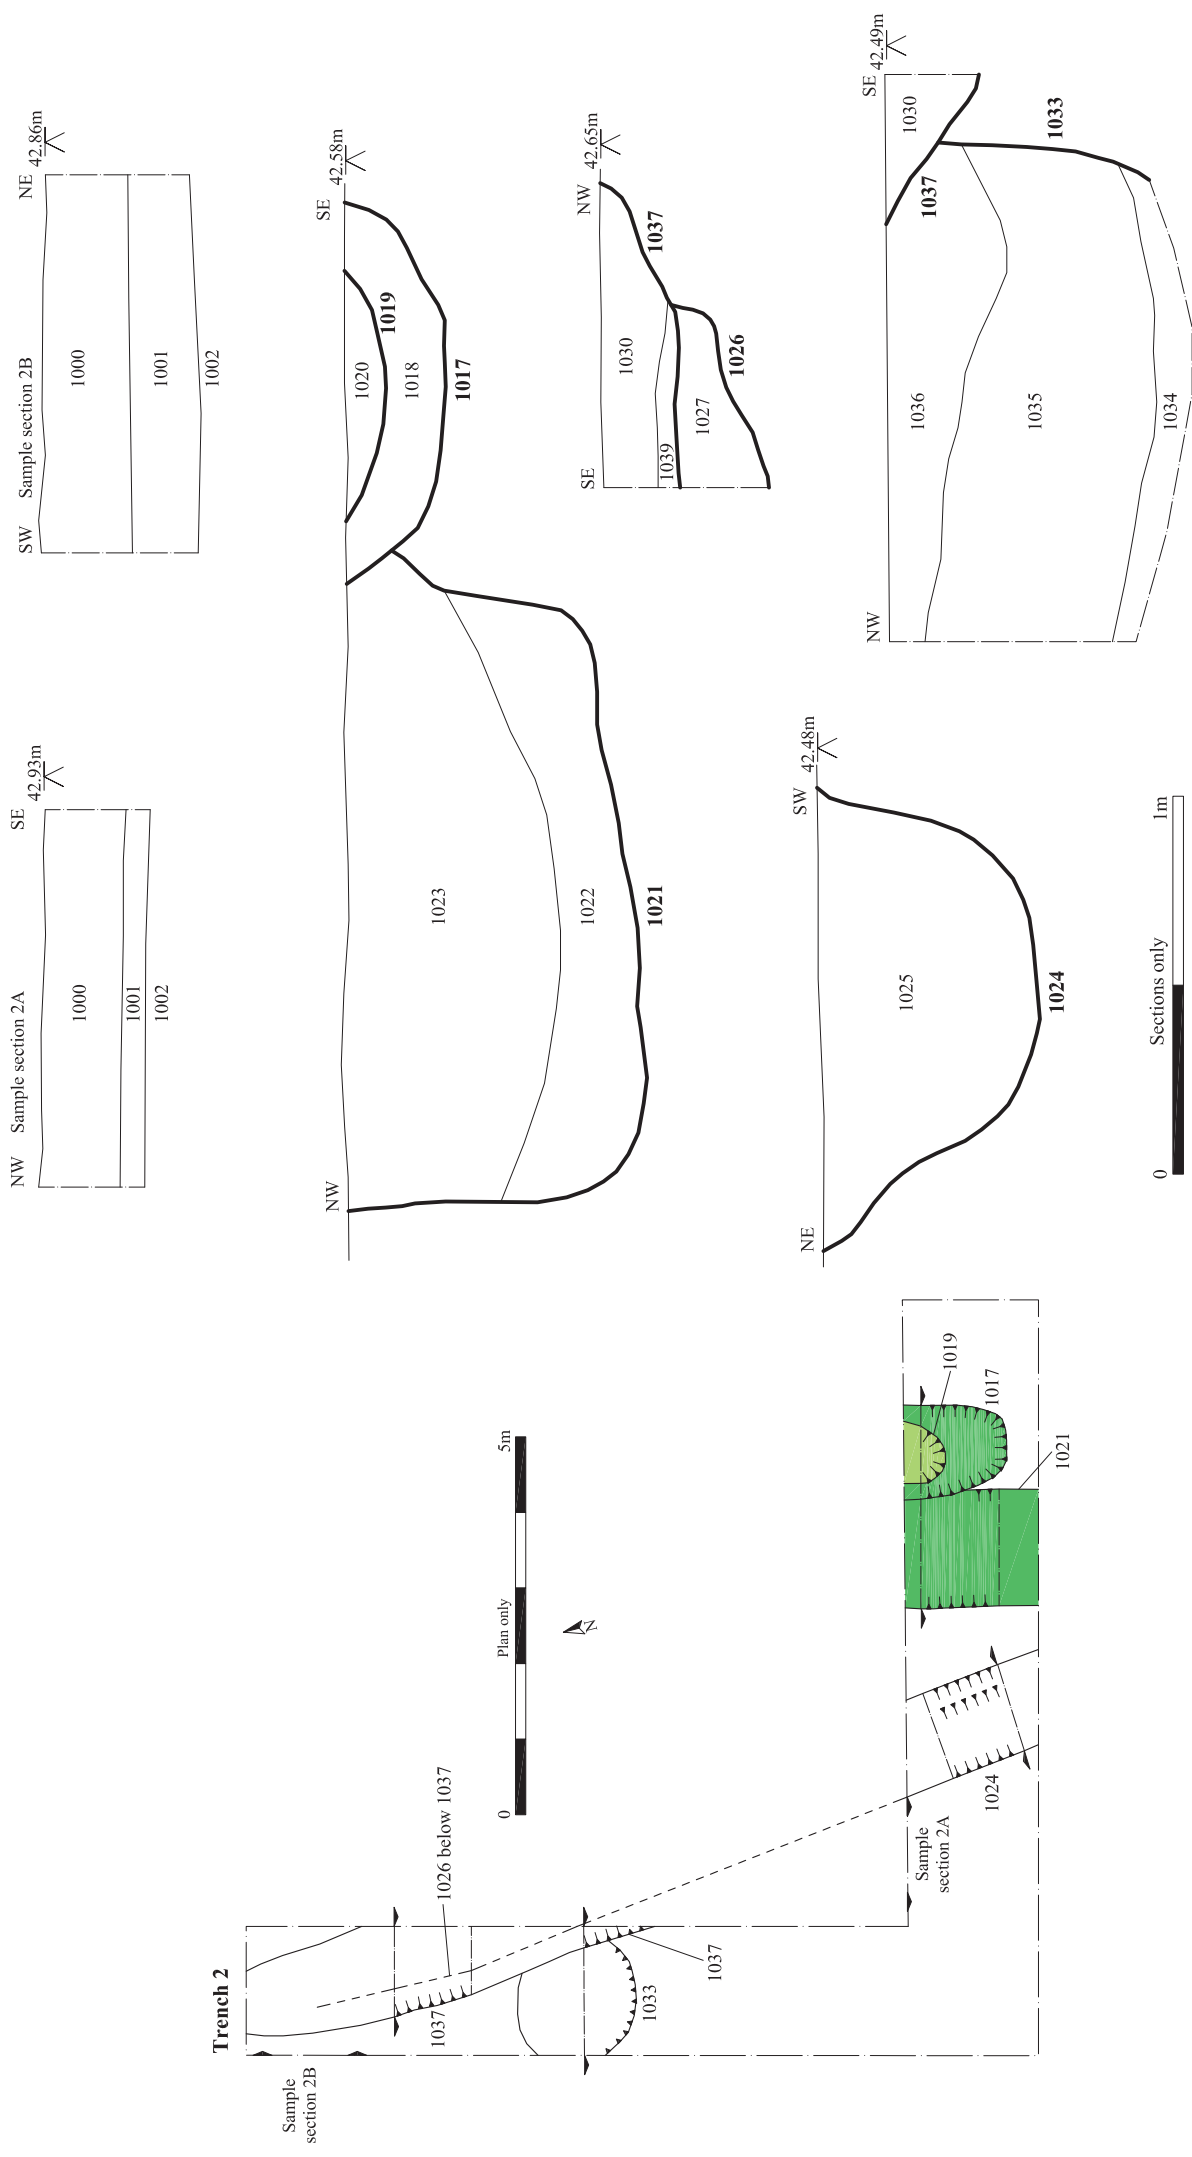 Trench 2
Sample
section 2B
1037
1026 below 1037
1033
1037
Sample
section 2A
1024
1021
1017
1019
0
Plan only
5m
N
NW
Sample section 2A
SE
42.93m
1000
1001
1002
SW
Sample section 2B
NE
42.86m
1000
1001
1002
NW
SE
42.58m
1023
1022
1021
1020
1019
1018
1017
SE
NW
42.65m
1030
1037
1039
1027
1026
NE
SW
42.48m
1025
1024
NW
SE
42.49m
1030
1037
1033
1036
1035
1034
0
Sections only
1m